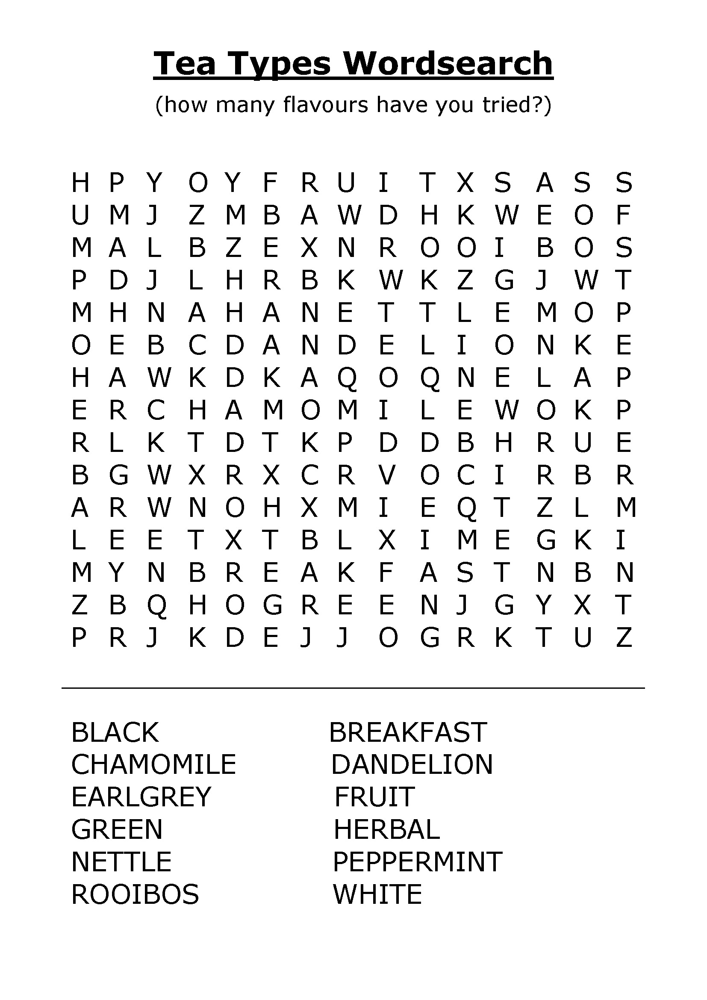 Tea Types Wordsearch
(how many flavours have you tried?)
H P Y O Y F R U I T X S A S S
U M J Z M B A W D H K W E O F
M A L B Z E X N R O O I B O S
P D J L H R B K W K Z G J W T
M H N A H A N E T T L E M O P
O E B C D A N D E L I O N K E
H A W K D K A Q O Q N E L A P
E R C H A M O M I L E W O K P
R L K T D T K P D D B H R U E
B G W X R X C R V O C I R B R
A R W N O H X M I E Q T Z L M
L E E T X T B L X I M E G K I
M Y N B R E A K F A S T N B N
Z B Q H O G R E E N J G Y X T
P R J K D E J J O G R K T U Z
BLACK BREAKFAST
CHAMOMILE DANDELION
EARLGREY FRUIT
GREEN HERBAL
NETTLE PEPPERMINT
ROOIBOS WHITE